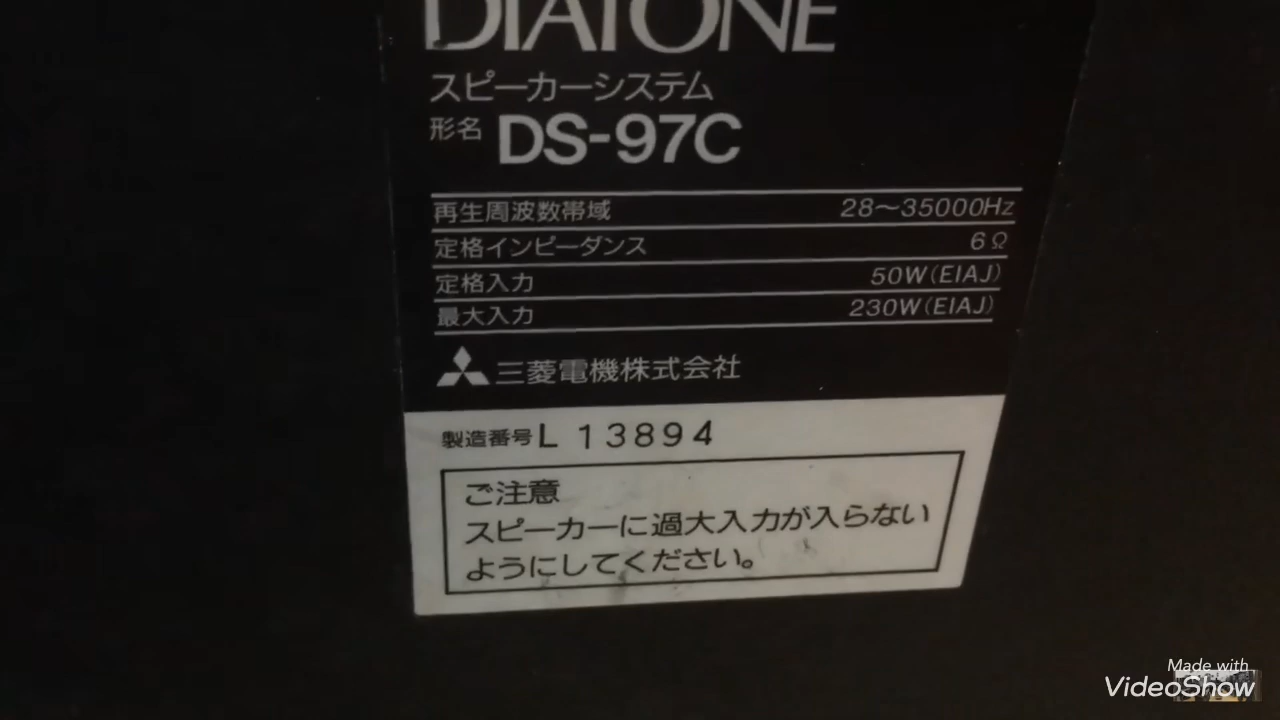 DIATONE
スピーカーシステム
形名 DS-97C
再生周波数帯域 28〜35000Hz
定格インピーダンス 6Ω
定格入力 50W(EIAJ)
最大入力 230W(EIAJ)
三菱電機株式会社
製造番号 L 13894
ご注意
スピーカーに過大入力が入らない
ようにしてください。
Made with
VideoShow